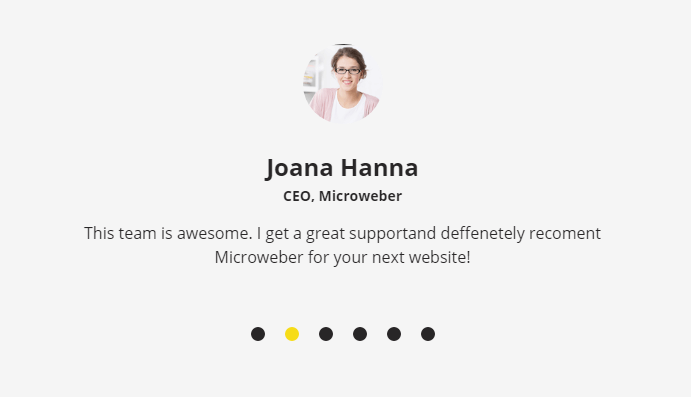 Joana Hanna
CEO, Microweber
This team is awesome. I get a great supportand deffenetely recoment
Microweber for your next website!